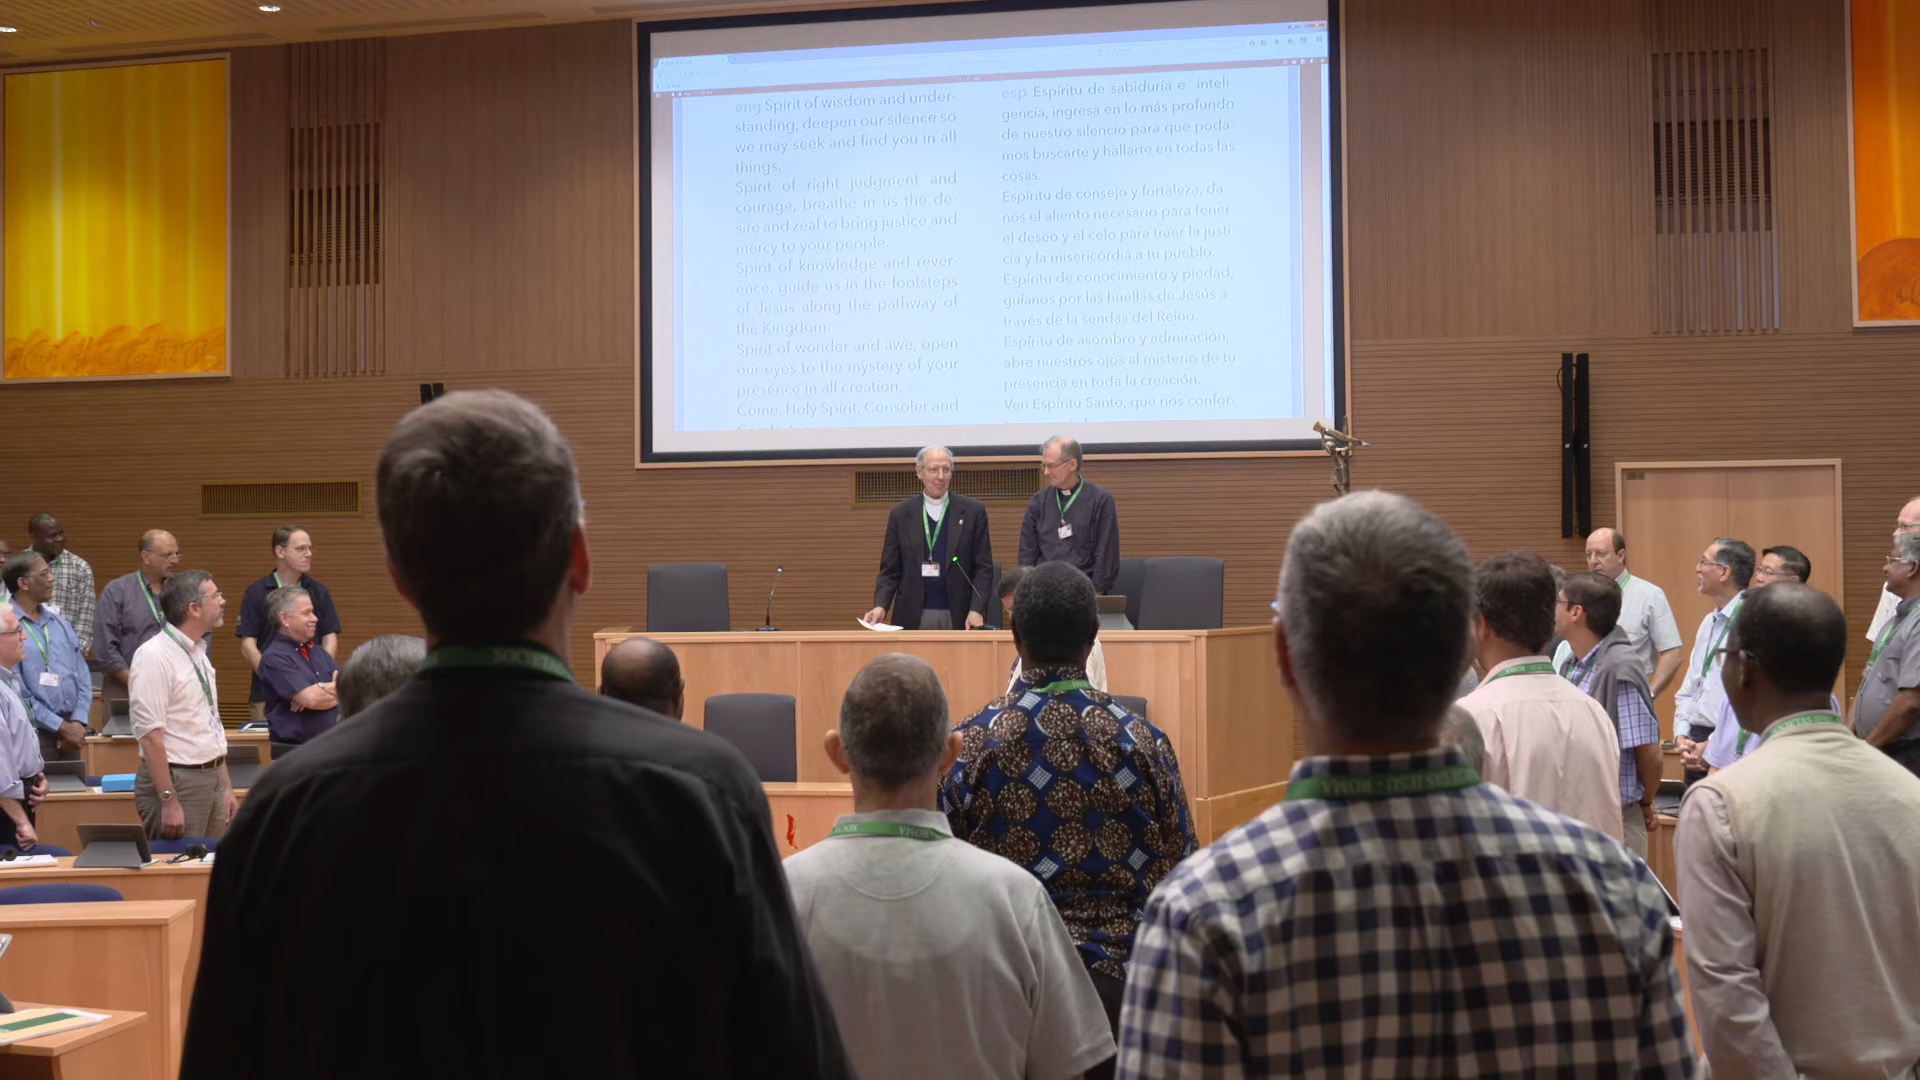 eng Spirit of wisdom and under-
standing, deepen our silence so
we may seek and find you in all
things.
Spirit of right judgment and
courage, breathe in us the de-
sire and zeal to bring justice and
mercy to your people.
Spirit of knowledge and rever-
ence, guide us in the footsteps
of Jesus along the pathway of
the Kingdom.
Spirit of wonder and awe, open
our eyes to the mystery of your
presence in all creation.
Come, Holy Spirit, Consoler and
esp Espíritu de sabiduría e inteli-
gencia, ingresa en lo más profundo
de nuestro silencio para que poda-
mos buscarte y hallarte en todas las
cosas.
Espíritu de consejo y fortaleza, da-
nos el aliento necesario para tener
el deseo y el celo para traer la justi-
cia y la misericordia a tu pueblo.
Espíritu de conocimiento y piedad,
guíanos por las huellas de Jesús a
través de la sendas del Reino.
Espíritu de asombro y admiración,
abre nuestros ojos al misterio de tu
presencia en toda la creación.
Ven Espíritu Santo, que nos confor-
SOCIETAS
ROMA
SOCIETAS IESU - ROMA
SOCIETAS IESU